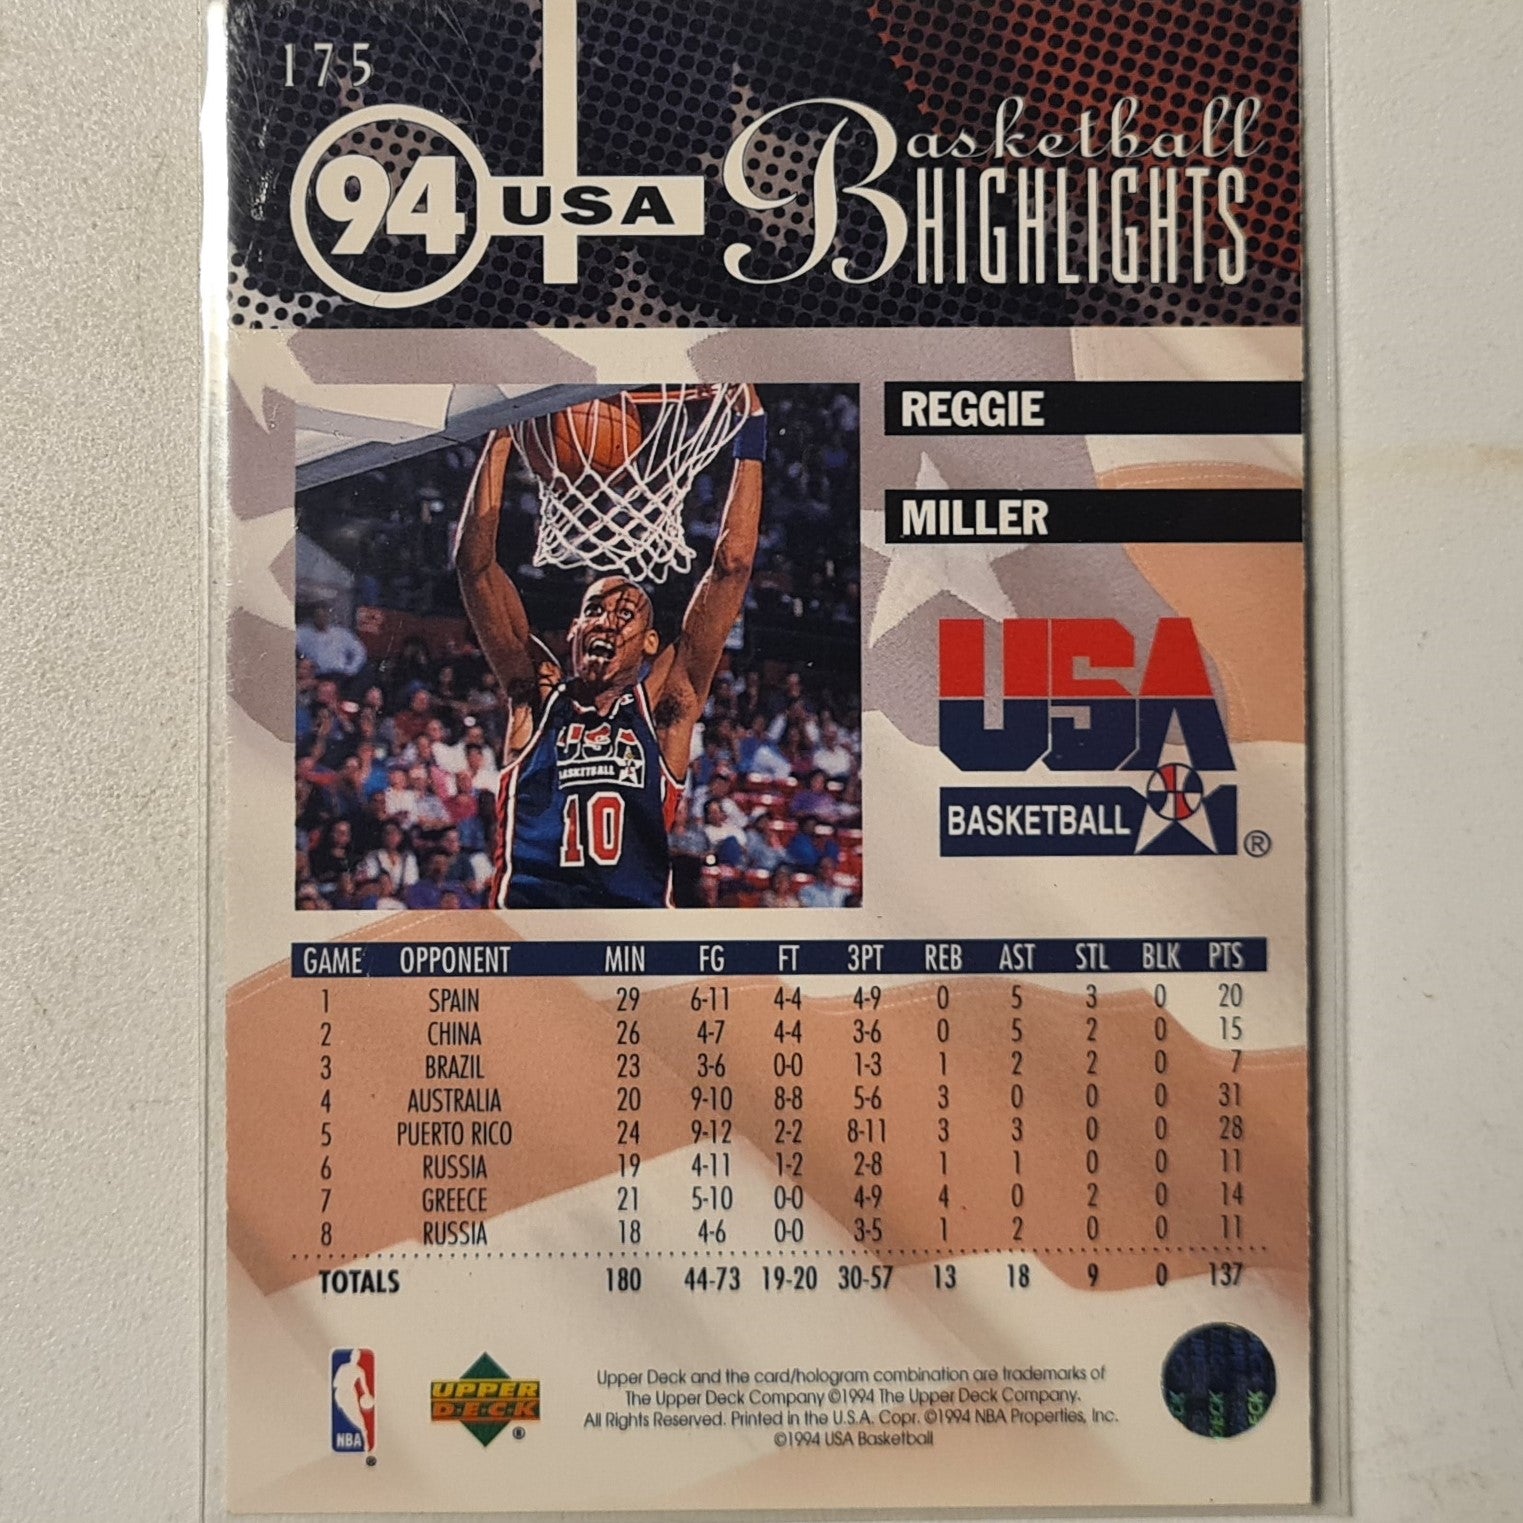 175
94 USA
Basketball
HIGHLIGHTS
REGGIE
MILLER
USA
BASKETBALL
10
USA
BASKETBALL ®
GAME OPPONENT MIN FG FT 3PT REB AST STL BLK PTS
1 SPAIN 29 6-11 4-4 4-9 0 5 3 0 20
2 CHINA 26 4-7 4-4 3-6 0 5 2 0 15
3 BRAZIL 23 3-6 0-0 1-3 1 2 2 0 7
4 AUSTRALIA 20 9-10 8-8 5-6 3 0 0 0 31
5 PUERTO RICO 24 9-12 2-2 8-11 3 3 0 0 28
6 RUSSIA 19 4-11 1-2 2-8 1 1 0 0 11
7 GREECE 21 5-10 0-0 4-9 4 0 2 0 14
8 RUSSIA 18 4-6 0-0 3-5 1 2 0 0 11
TOTALS 180 44-73 19-20 30-57 13 18 9 0 137
NBA ®
UPPER
DECK ®
Upper Deck and the card/hologram combination are trademarks of
The Upper Deck Company ©1994 The Upper Deck Company.
All Rights Reserved. Printed in the U.S.A. Copr. ©1994 NBA Properties, Inc.
©1994 USA Basketball